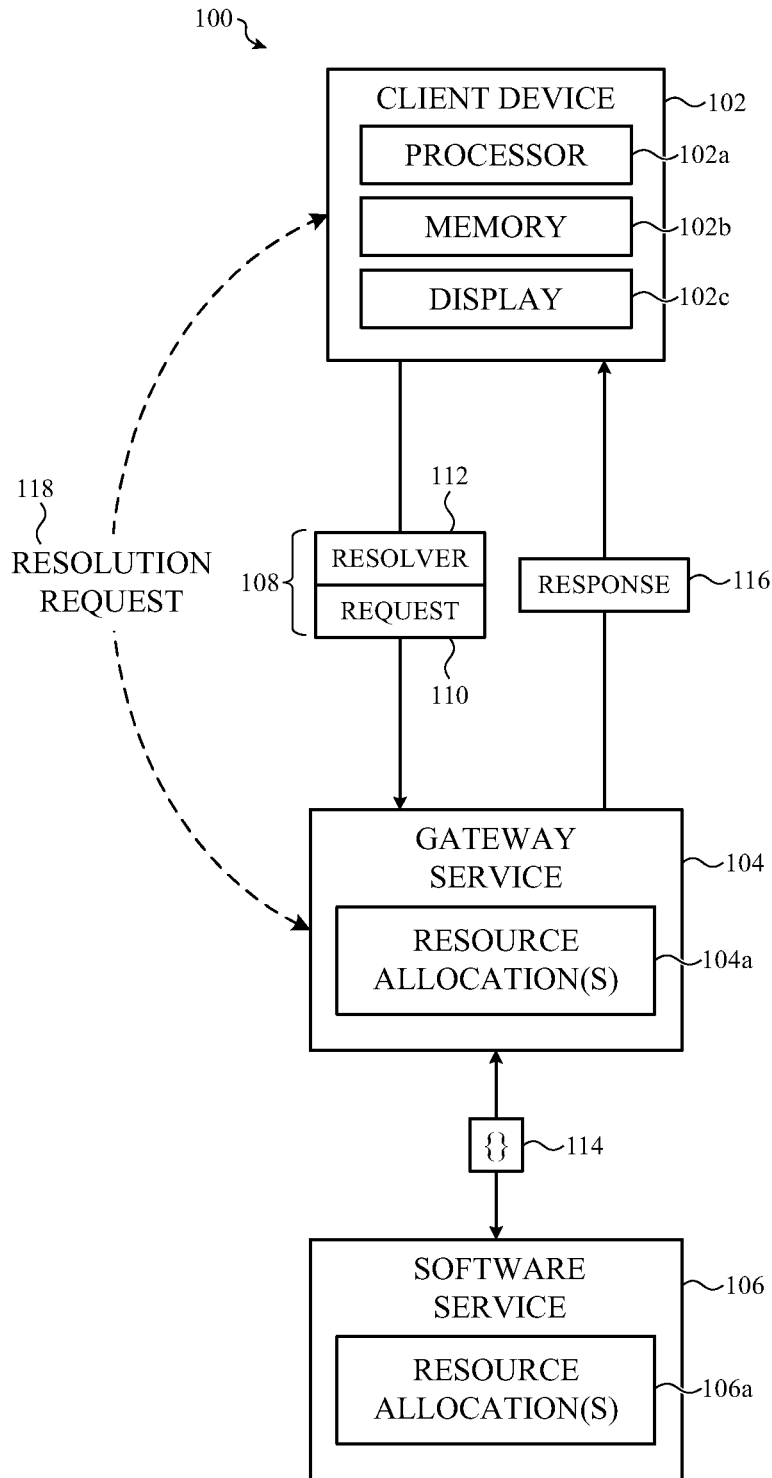 100
CLIENT DEVICE
102
PROCESSOR
102a
MEMORY
102b
DISPLAY
102c
118
RESOLUTION
REQUEST
112
108
RESOLVER
REQUEST
110
RESPONSE
116
GATEWAY
SERVICE
104
RESOURCE
ALLOCATION(S)
104a
{}
114
SOFTWARE
SERVICE
106
RESOURCE
ALLOCATION(S)
106a